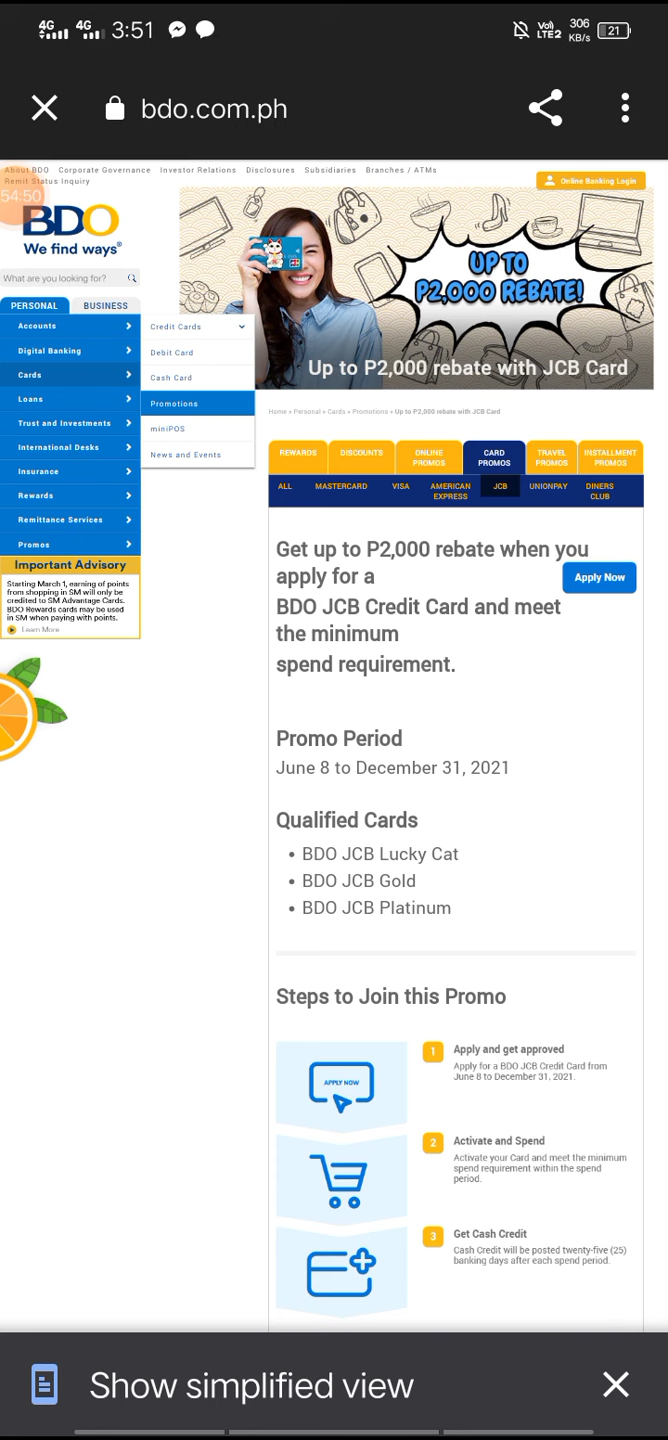 4G 4G 3:51 Vo) LTE2 306 KB/s 21
bdo.com.ph
About BDO Corporate Governance Investor Relations Disclosures Subsidiaries Branches / ATMs
Remit Status Inquiry
Online Banking Login
54:50
BDO
We find ways®
What are you looking for?
PERSONAL BUSINESS
Accounts
Digital Banking
Cards
Loans
Trust and Investments
International Desks
Insurance
Rewards
Remittance Services
Promos
Credit Cards
Debit Card
Cash Card
Promotions
miniPOS
News and Events
Important Advisory
Starting March 1, earning of points
from shopping in SM will only be
credited to SM Advantage Cards.
BDO Rewards cards may be used
in SM when paying with points.
Learn More
UP TO
P2,000 REBATE!
Up to P2,000 rebate with JCB Card
Home » Personal » Cards » Promotions » Up to P2,000 rebate with JCB Card
REWARDS DISCOUNTS ONLINE PROMOS CARD PROMOS TRAVEL PROMOS INSTALLMENT PROMOS
ALL MASTERCARD VISA AMERICAN EXPRESS JCB UNIONPAY DINERS CLUB
Get up to P2,000 rebate when you
apply for a
BDO JCB Credit Card and meet
the minimum
spend requirement.
Apply Now
Promo Period
June 8 to December 31, 2021
Qualified Cards
• BDO JCB Lucky Cat
• BDO JCB Gold
• BDO JCB Platinum
Steps to Join this Promo
APPLY NOW
1 Apply and get approved
Apply for a BDO JCB Credit Card from
June 8 to December 31, 2021.
2 Activate and Spend
Activate your Card and meet the minimum
spend requirement within the spend
period.
3 Get Cash Credit
Cash Credit will be posted twenty-five (25)
banking days after each spend period.
Show simplified view